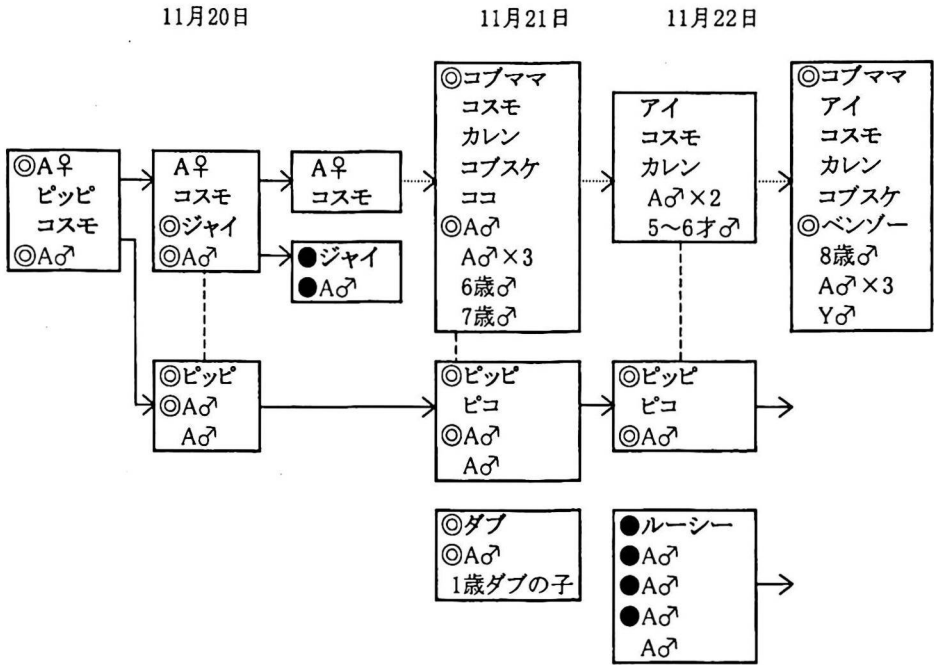 11月20日
11月21日
11月22日
◎A♀
ピッピ
コスモ
◎A♂
A♀
コスモ
◎ジャイ
◎A♂
A♀
コスモ
●ジャイ
●A♂
◎ピッピ
◎A♂
A♂
◎コブママ
コスモ
カレン
コブスケ
ココ
◎A♂
A♂×3
6歳♂
7歳♂
◎ピッピ
ピコ
◎A♂
A♂
◎ダブ
◎A♂
1歳ダブの子
アイ
コスモ
カレン
A♂×2
5〜6才♂
◎ピッピ
ピコ
◎A♂
●ルーシー
●A♂
●A♂
●A♂
A♂
◎コブママ
アイ
コスモ
カレン
コブスケ
◎ベンゾー
8歳♂
A♂×3
Y♂